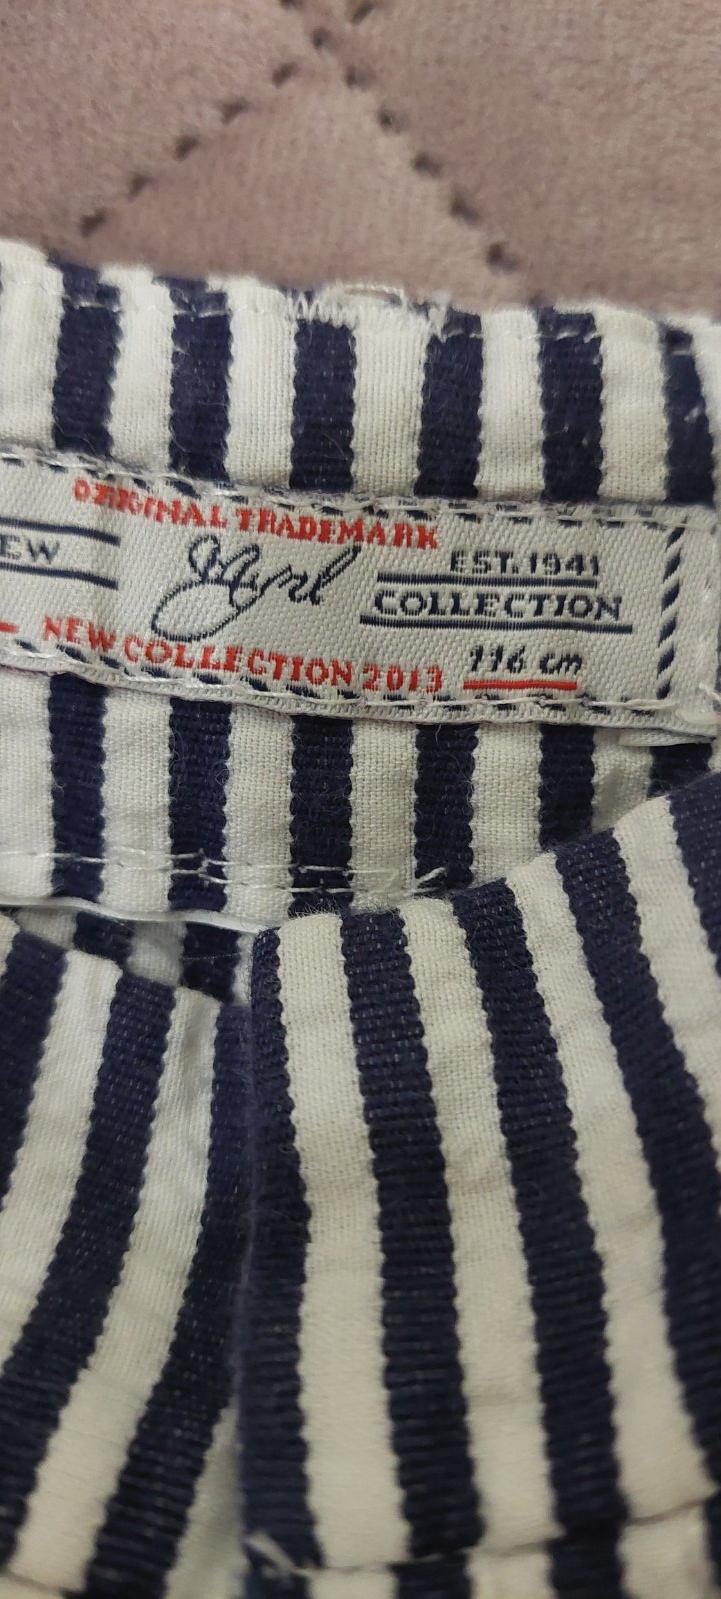 ORIGINAL TRADEMARK
EW
EST. 1941
COLLECTION
NEW COLLECTION 2013
116 cm